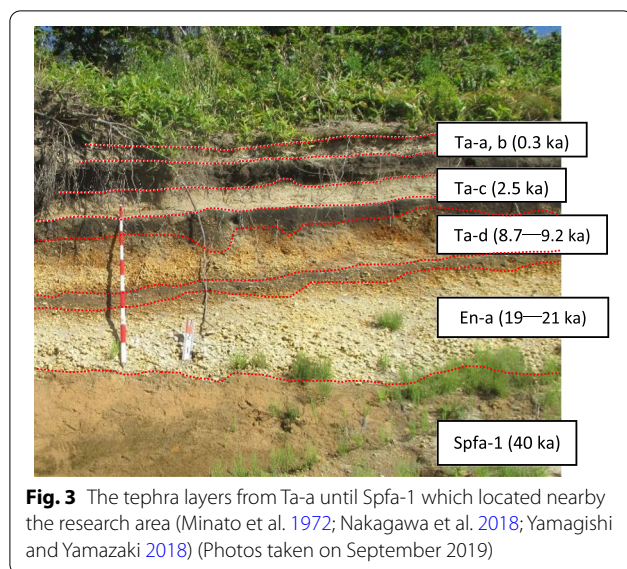 Ta-a, b (0.3 ka)
Ta-c (2.5 ka)
Ta-d (8.7—9.2 ka)
En-a (19—21 ka)
Spfa-1 (40 ka)
Fig. 3 The tephra layers from Ta-a until Spfa-1 which located nearby
the research area (Minato et al. 1972; Nakagawa et al. 2018; Yamagishi
and Yamazaki 2018) (Photos taken on September 2019)